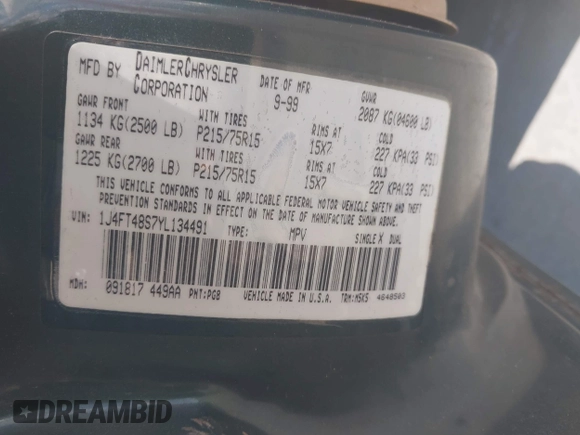 MFD BY DAIMLERCHRYSLER CORPORATION DATE OF MFR 9-99 GVWR 2087 KG(04600 LB)
GAWR FRONT 1134 KG(2500 LB) WITH TIRES P215/75R15 RIMS AT 15X7 COLD 227 KPA(33 PSI)
GAWR REAR 1225 KG(2700 LB) WITH TIRES P215/75R15 RIMS AT 15X7 COLD 227 KPA(33 PSI)
THIS VEHICLE CONFORMS TO ALL APPLICABLE FEDERAL MOTOR VEHICLE SAFETY AND THEFT
PREVENTION STANDARDS IN EFFECT ON THE DATE OF MANUFACTURE SHOWN ABOVE.
VIN: 1J4FT48S7YL134491 TYPE: MPV SINGLE X DUAL
MDH: 091817 449AA PNT:PGB VEHICLE MADE IN U.S.A. TRM:M5K5 4648503
DREAMBID